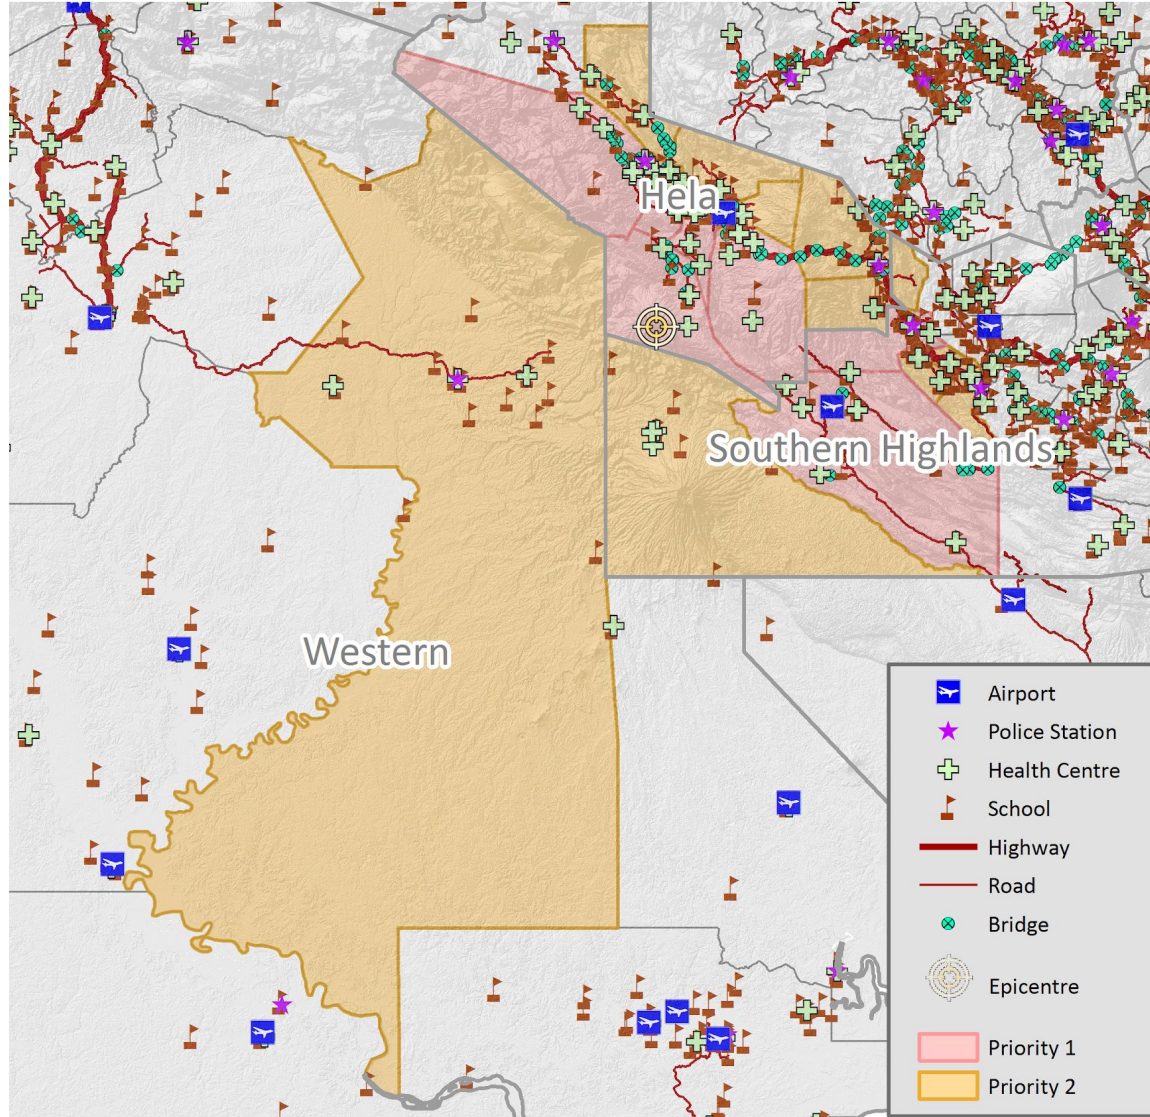 Hela
Southern Highlands
Western
Airport
Police Station
Health Centre
School
Highway
Road
Bridge
Epicentre
Priority 1
Priority 2